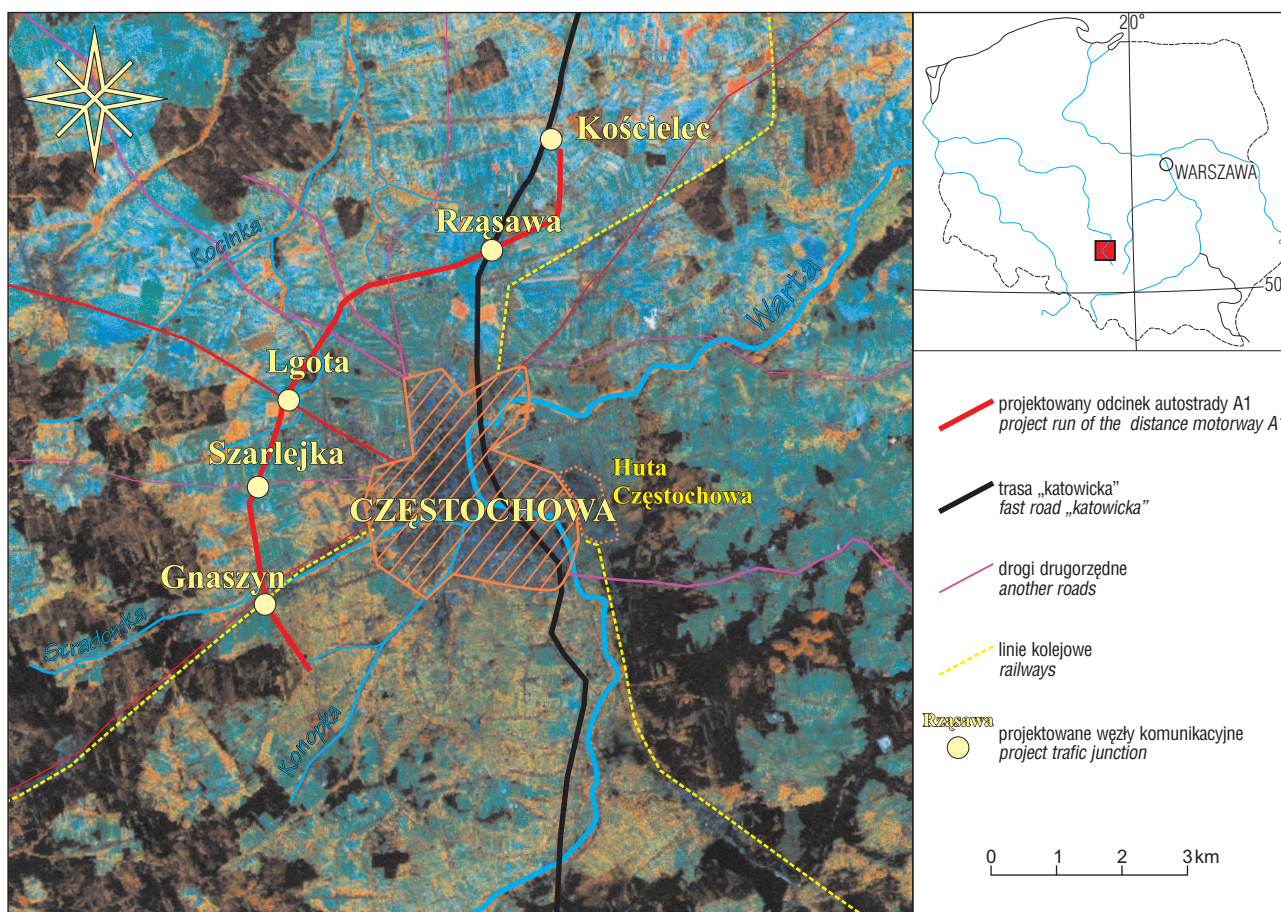 Kościelec
Rząsawa
Kocinka
Warta
Lgota
Szarlejka
Huta
Częstochowa
CZĘSTOCHOWA
Gnaszyn
Stradomka
Konopka
20°
WARSZAWA
50
projektowany odcinek autostrady A1
project run of the distance motorway A1
trasa „katowicka”
fast road „katowicka”
drogi drugorzędne
another roads
linie kolejowe
railways
Rząsawa
projektowane węzły komunikacyjne
project trafic junction
0 1 2 3 km